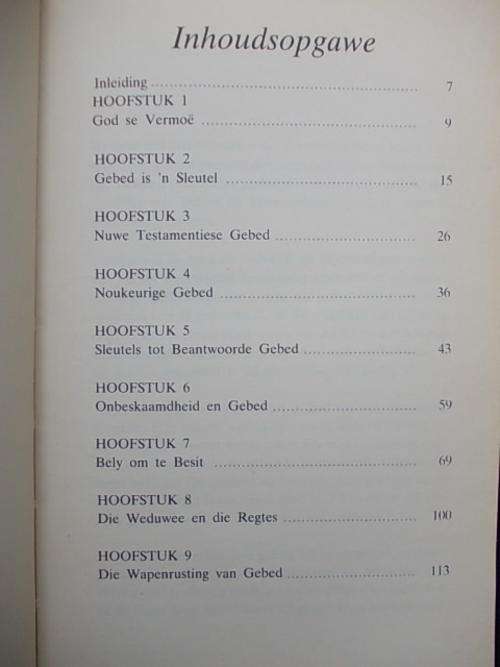 Inhoudsopgawe
Inleiding ........................................ 7
HOOFSTUK 1
God se Vermoë ................................ 9
HOOFSTUK 2
Gebed is 'n Sleutel ............................ 15
HOOFSTUK 3
Nuwe Testamentiese Gebed .................... 26
HOOFSTUK 4
Noukeurige Gebed ............................ 36
HOOFSTUK 5
Sleutels tot Beantwoorde Gebed ................ 43
HOOFSTUK 6
Onbeskaamdheid en Gebed .................... 59
HOOFSTUK 7
Bely om te Besit ............................ 69
HOOFSTUK 8
Die Weduwee en die Regtes .................. 100
HOOFSTUK 9
Die Wapenrusting van Gebed .................. 113